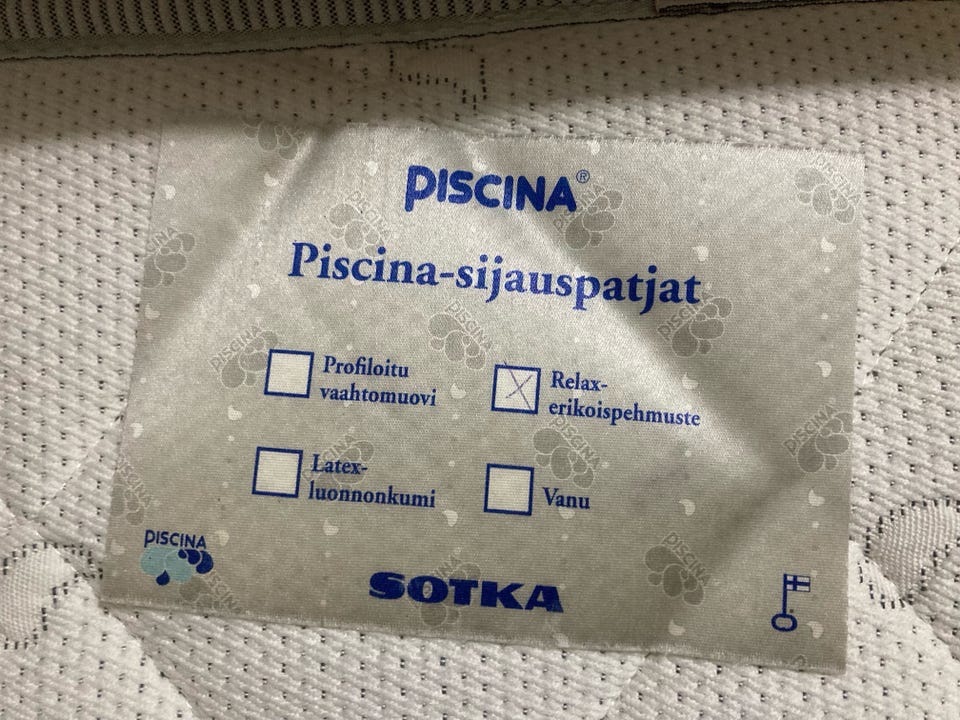 PISCINA®
Piscina-sijauspatjat
Profiloitu
vaahtomuovi
Relax-
erikoispehmuste
Latex-
luonnonkumi
Vanu
PISCINA
SOTKA